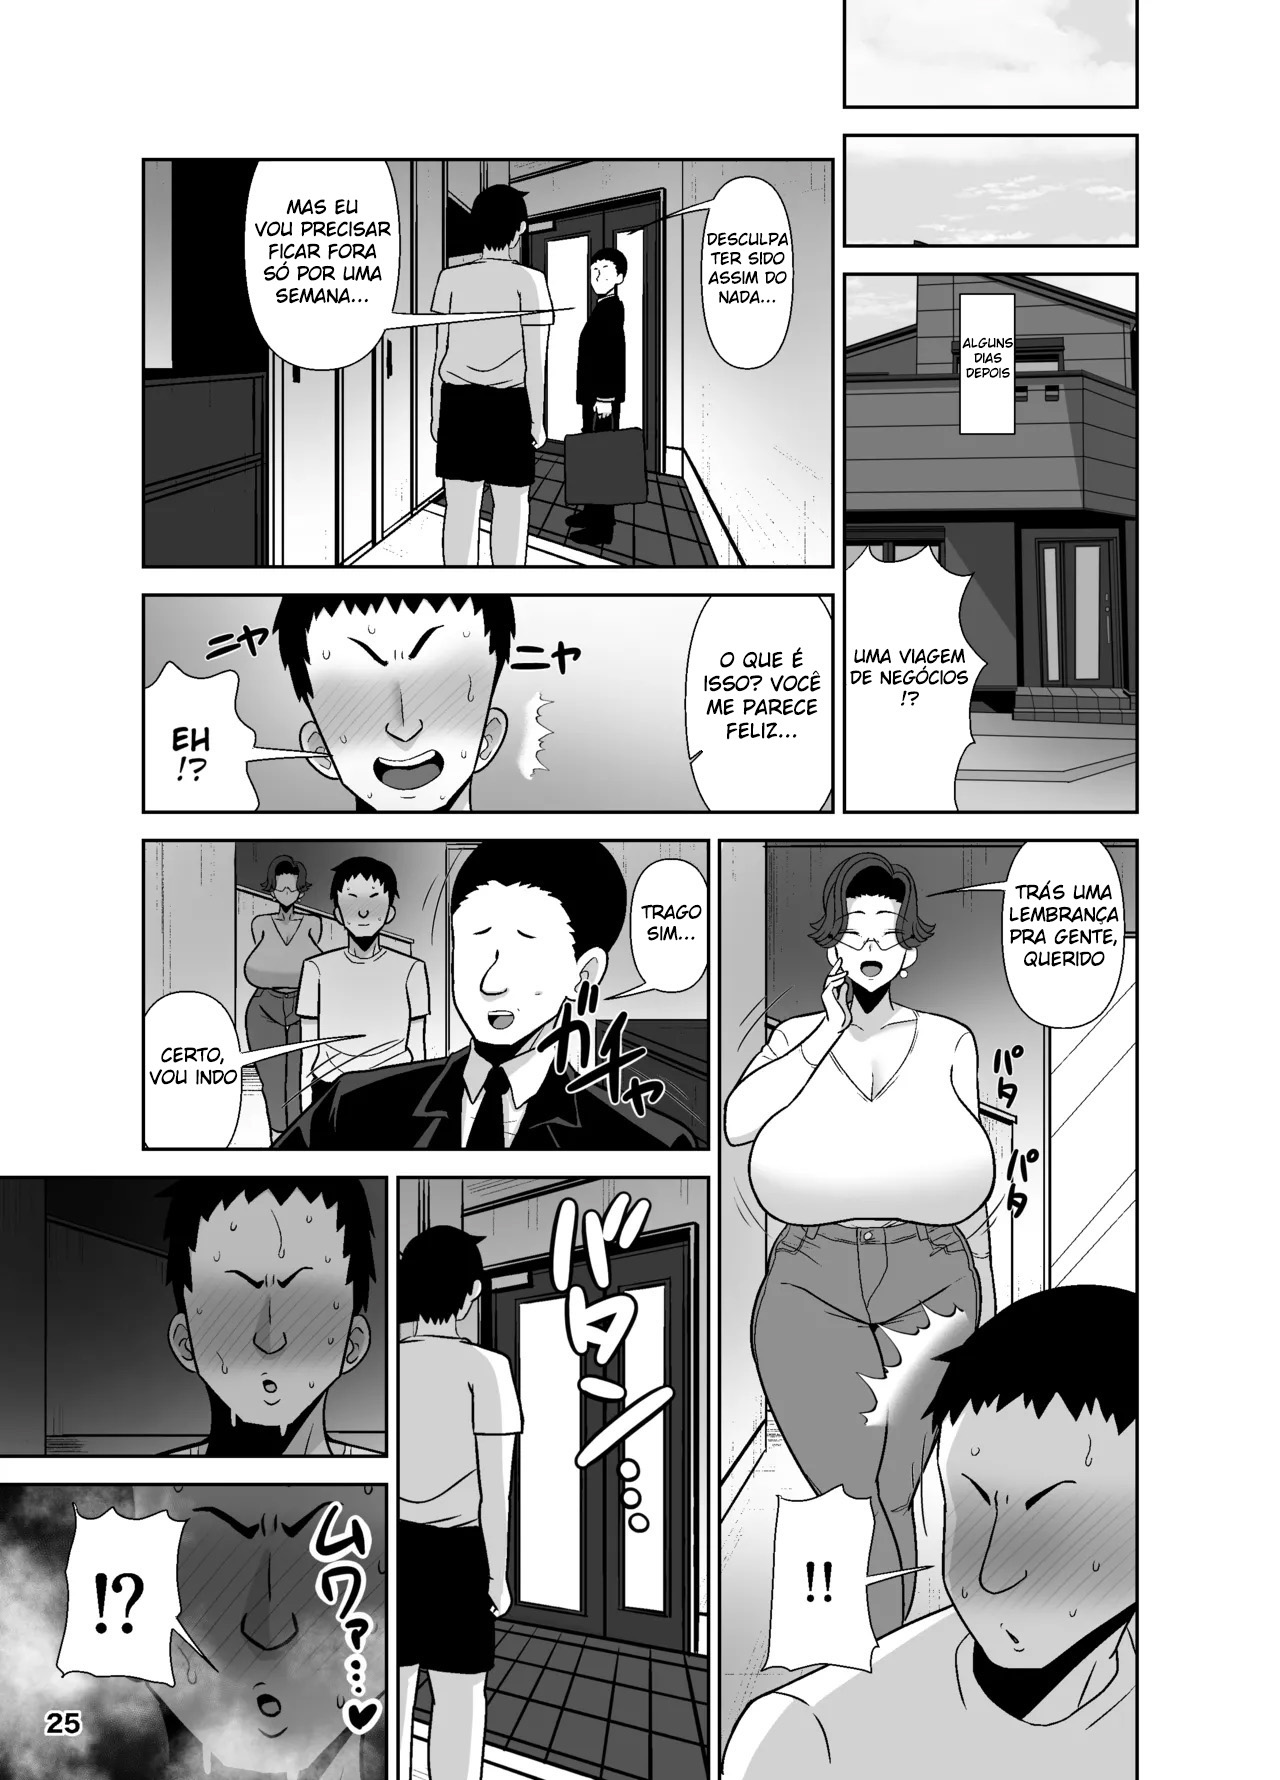 ALGUNS
DIAS
DEPOIS
UMA VIAGEM
DE NEGÓCIOS
!?
DESCULPA
TER SIDO
ASSIM DO
NADA...
MAS EU
VOU PRECISAR
FICAR FORA
SÓ POR UMA
SEMANA...
O QUE É
ISSO? VOCÊ
ME PARECE
FELIZ...
ニヤ
ニヤ
EH
!?
TRÁS UMA
LEMBRANÇA
PRA GENTE,
QUERIDO
パタ
パタ
!!
TRAGO
SIM...
ガチャ
CERTO,
VOU INDO
バタン...
!?
ムワァ...♥
25